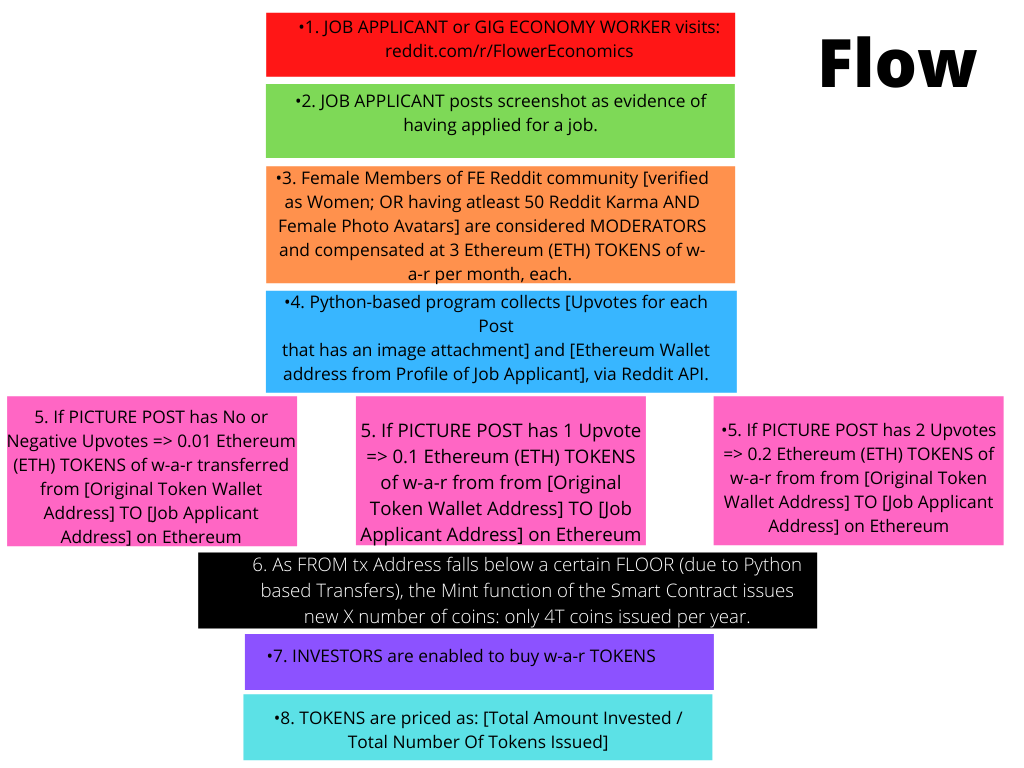 Flow
•1. JOB APPLICANT or GIG ECONOMY WORKER visits:
reddit.com/r/FlowerEconomics
•2. JOB APPLICANT posts screenshot as evidence of
having applied for a job.
•3. Female Members of FE Reddit community [verified
as Women; OR having atleast 50 Reddit Karma AND
Female Photo Avatars] are considered MODERATORS
and compensated at 3 Ethereum (ETH) TOKENS of w-
a-r per month, each.
•4. Python-based program collects [Upvotes for each
Post
that has an image attachment] and [Ethereum Wallet
address from Profile of Job Applicant], via Reddit API.
5. If PICTURE POST has No or
Negative Upvotes => 0.01 Ethereum
(ETH) TOKENS of w-a-r transferred
from [Original Token Wallet
Address] TO [Job Applicant
Address] on Ethereum
5. If PICTURE POST has 1 Upvote
=> 0.1 Ethereum (ETH) TOKENS
of w-a-r from from [Original
Token Wallet Address] TO [Job
Applicant Address] on Ethereum
•5. If PICTURE POST has 2 Upvotes
=> 0.2 Ethereum (ETH) TOKENS of
w-a-r from from [Original Token
Wallet Address] TO [Job Applicant
Address] on Ethereum
6. As FROM tx Address falls below a certain FLOOR (due to Python
based Transfers), the Mint function of the Smart Contract issues
new X number of coins: only 4T coins issued per year.
•7. INVESTORS are enabled to buy w-a-r TOKENS
•8. TOKENS are priced as: [Total Amount Invested /
Total Number Of Tokens Issued]